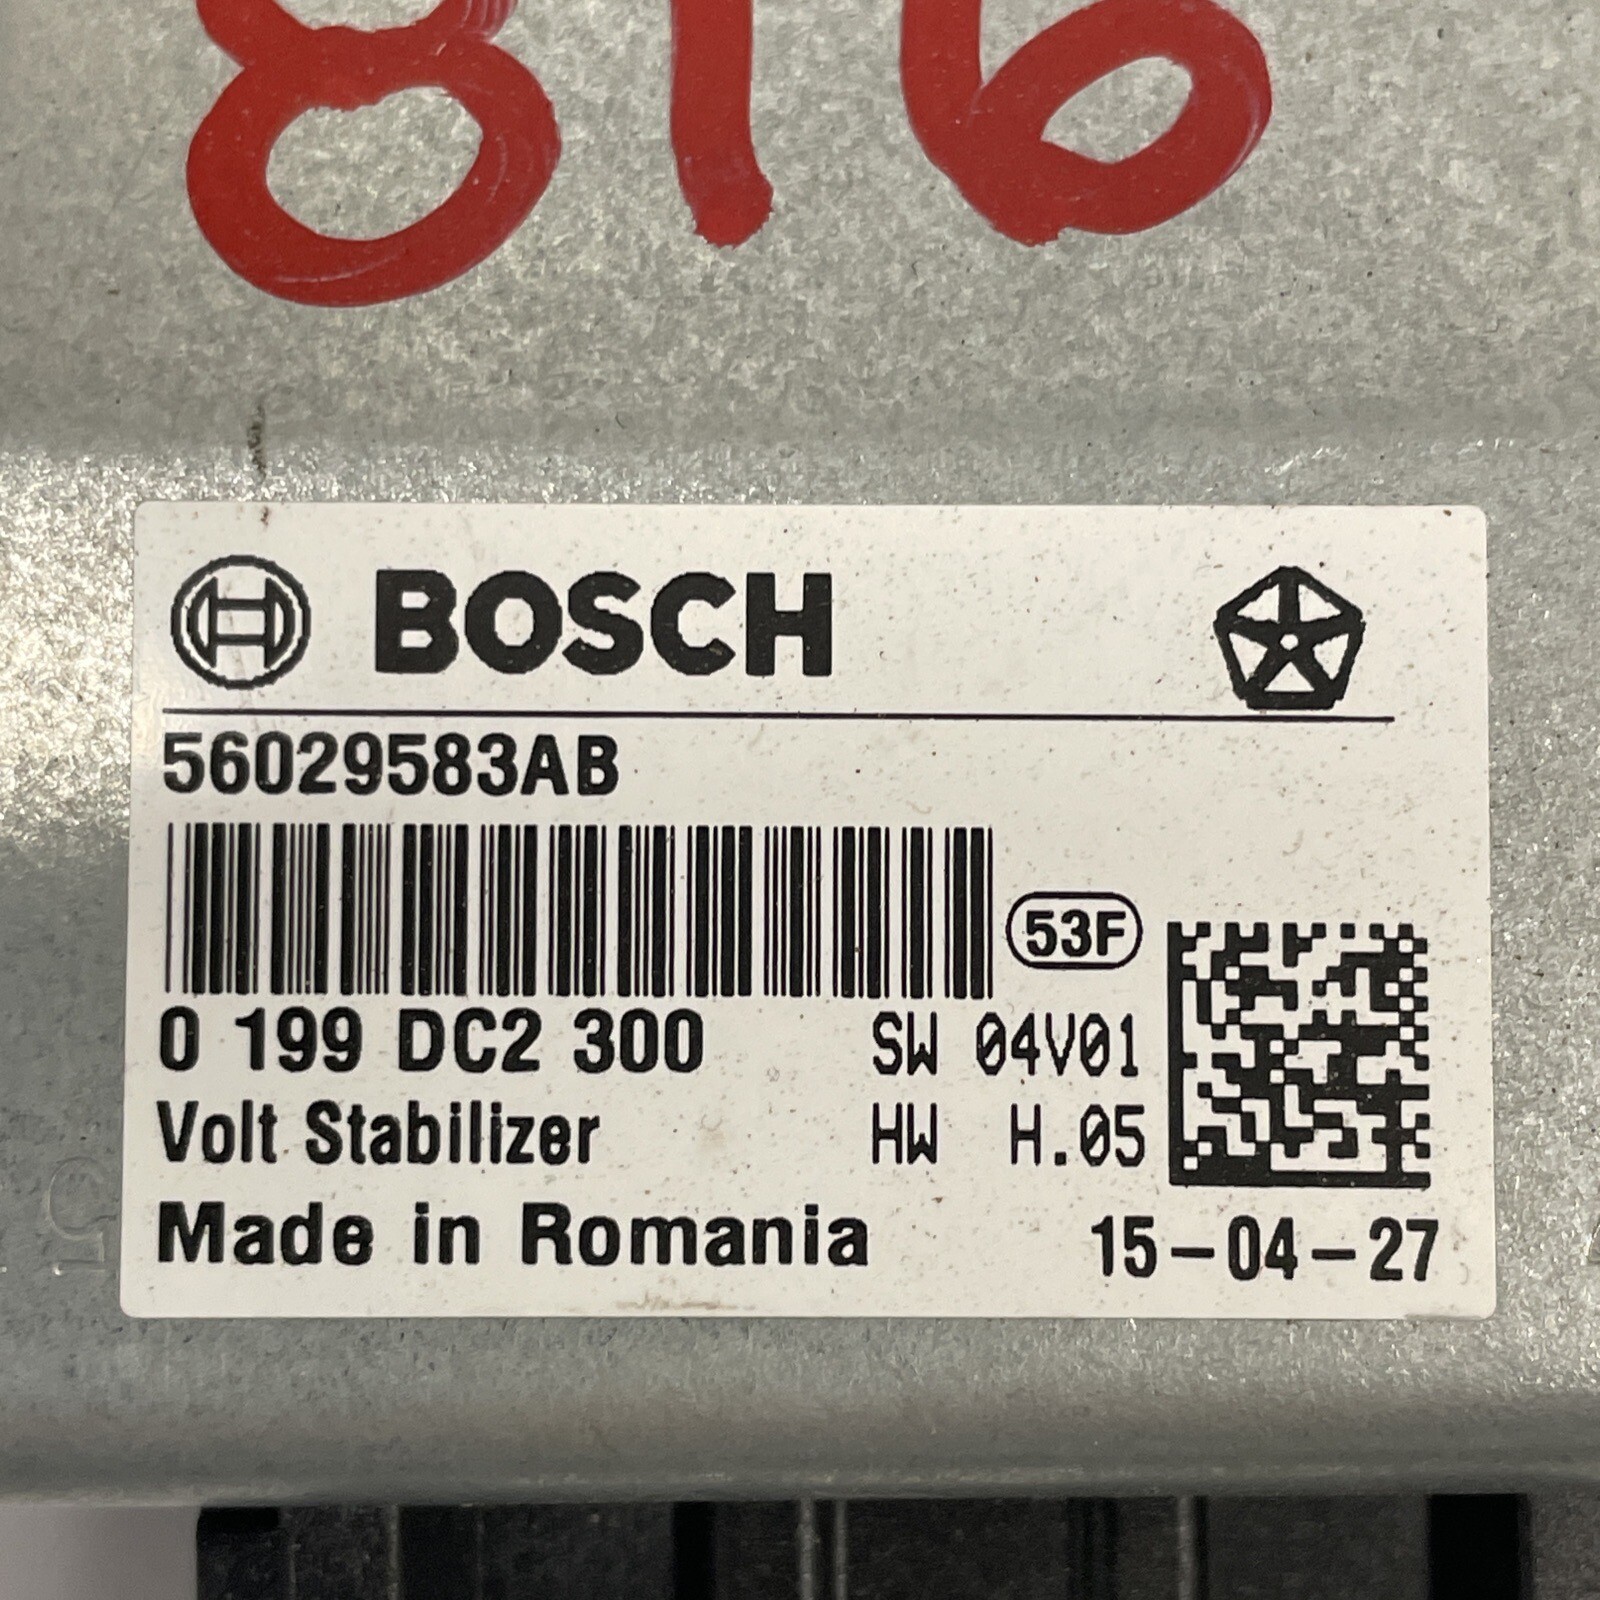 816
BOSCH
56029583AB
53F
0 199 DC2 300 SW 04V01
Volt Stabilizer HW H.05
Made in Romania 15-04-27